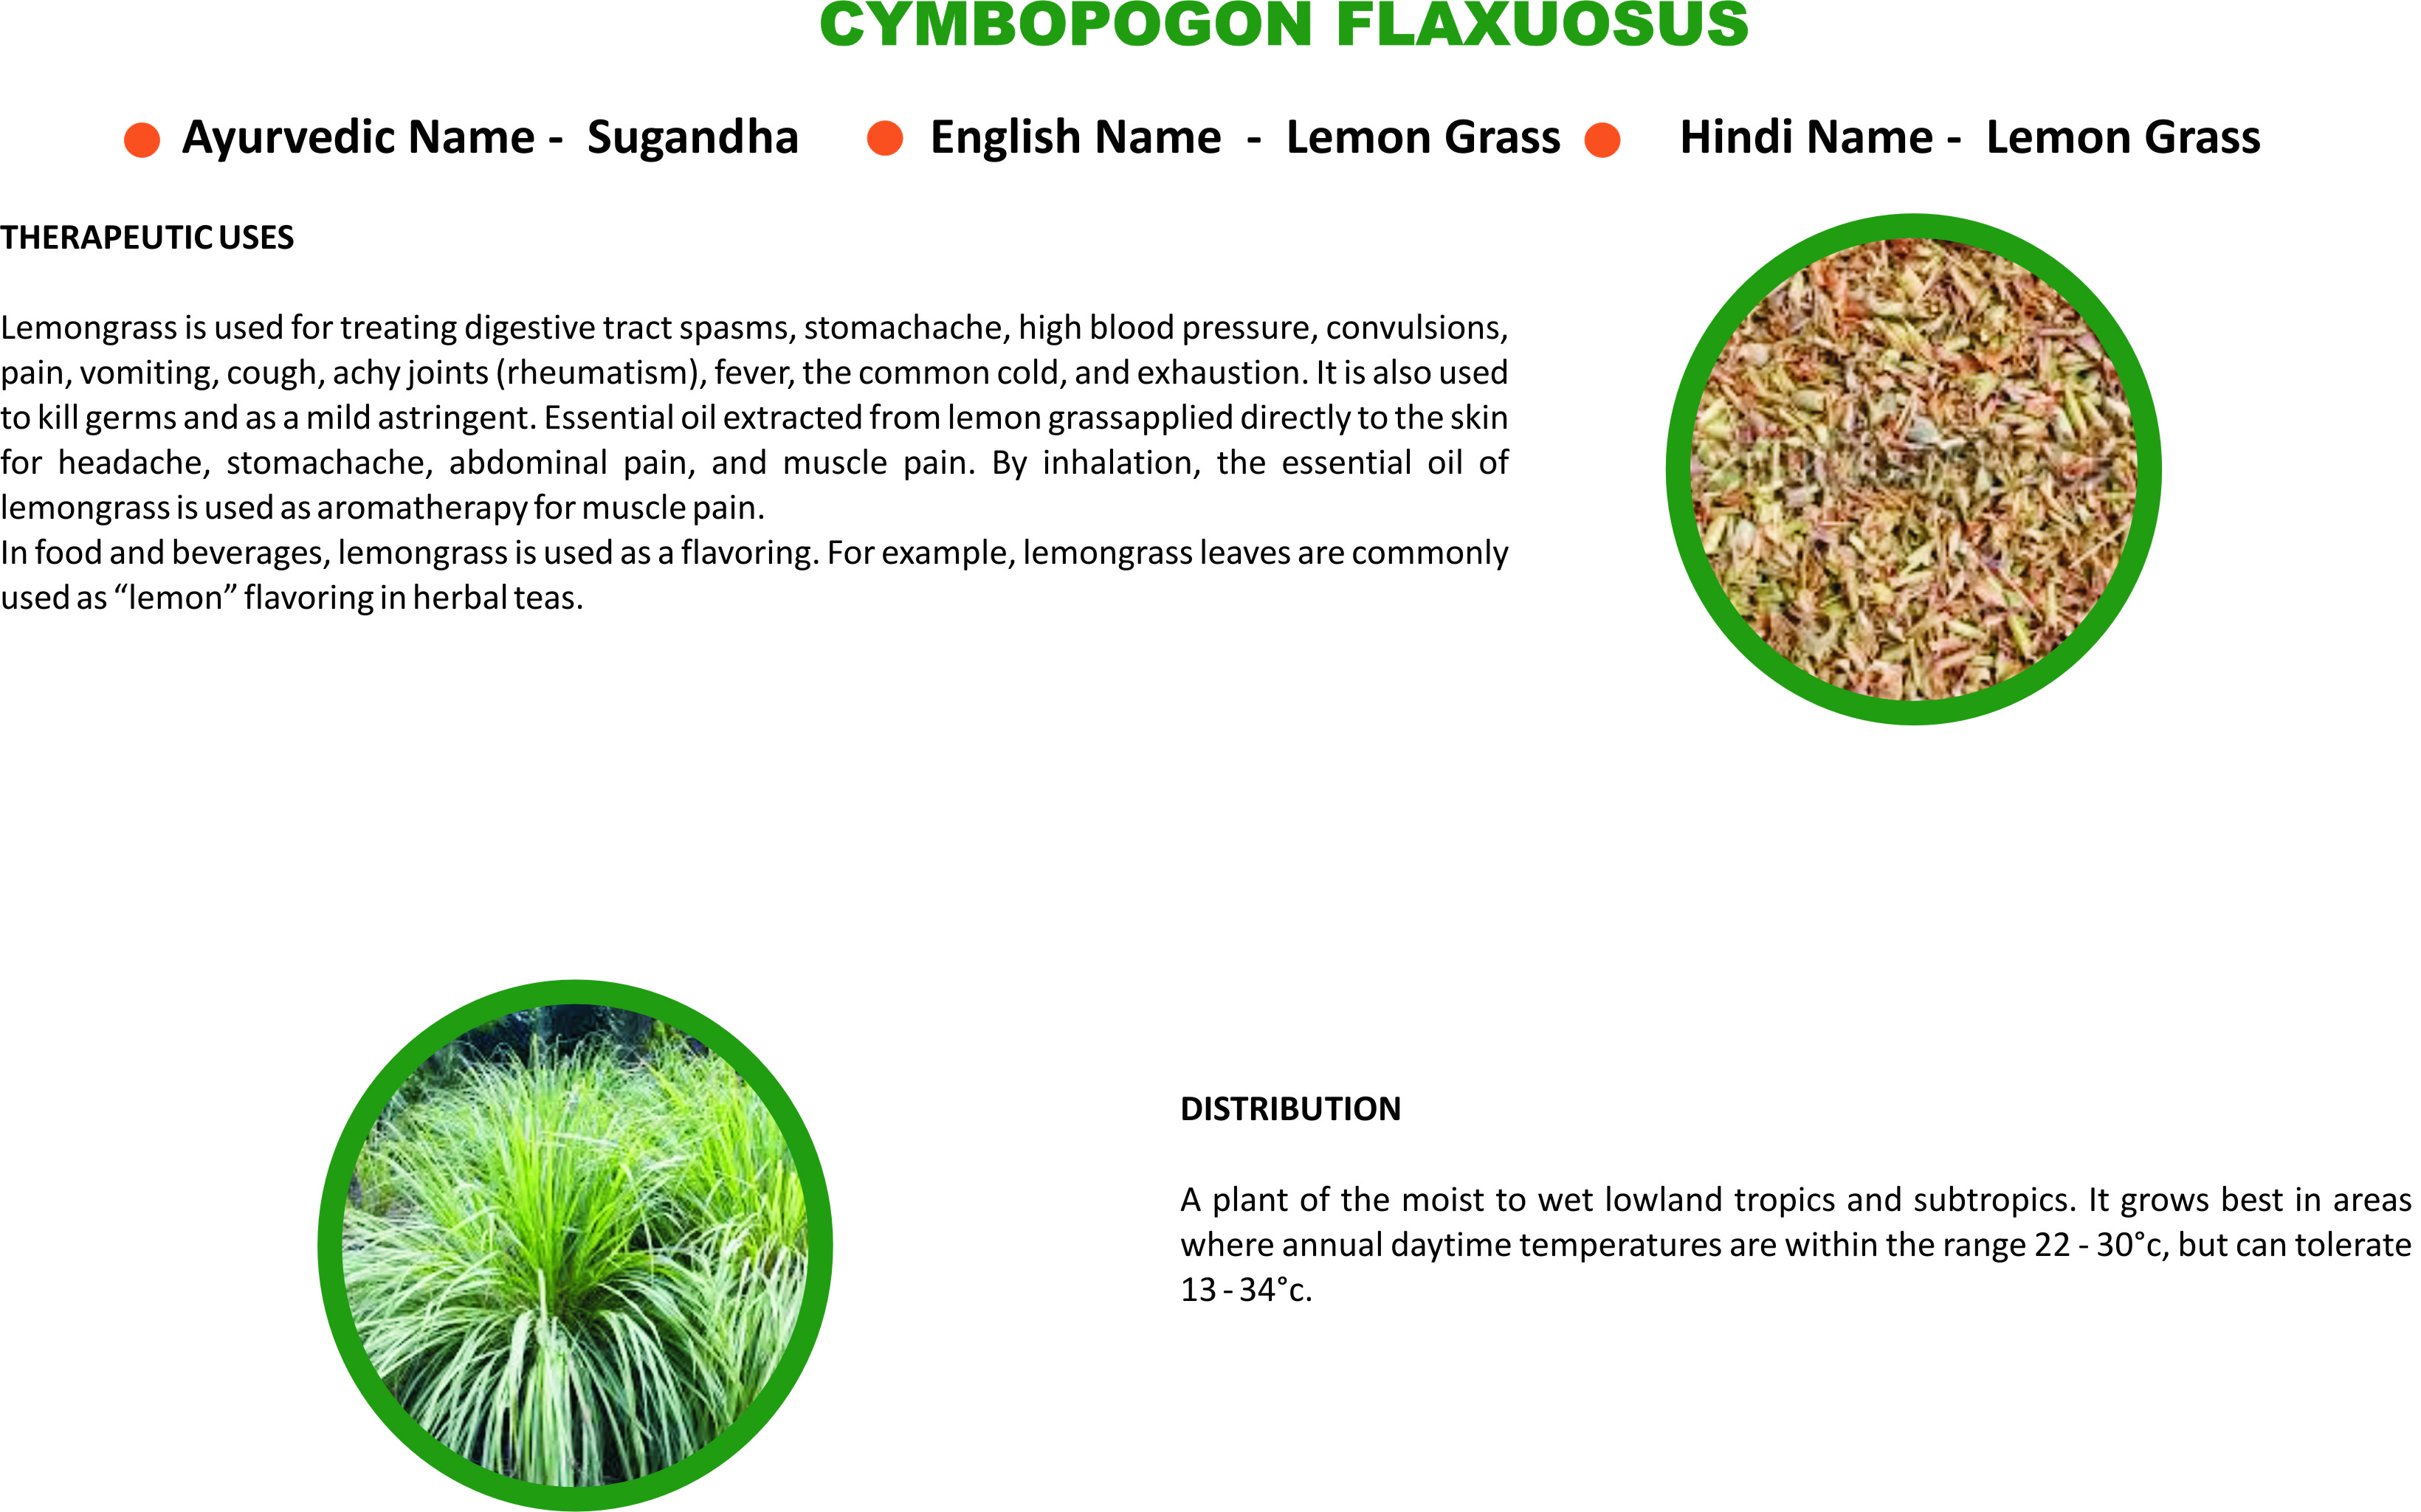 CYMBOPOGON FLAXUOSUS
Ayurvedic Name - Sugandha English Name - Lemon Grass Hindi Name - Lemon Grass
THERAPEUTIC USES
Lemongrass is used for treating digestive tract spasms, stomachache, high blood pressure, convulsions,
pain, vomiting, cough, achy joints (rheumatism), fever, the common cold, and exhaustion. It is also used
to kill germs and as a mild astringent. Essential oil extracted from lemon grassapplied directly to the skin
for headache, stomachache, abdominal pain, and muscle pain. By inhalation, the essential oil of
lemongrass is used as aromatherapy for muscle pain.
In food and beverages, lemongrass is used as a flavoring. For example, lemongrass leaves are commonly
used as “lemon” flavoring in herbal teas.
DISTRIBUTION
A plant of the moist to wet lowland tropics and subtropics. It grows best in areas
where annual daytime temperatures are within the range 22 - 30°c, but can tolerate
13 - 34°c.